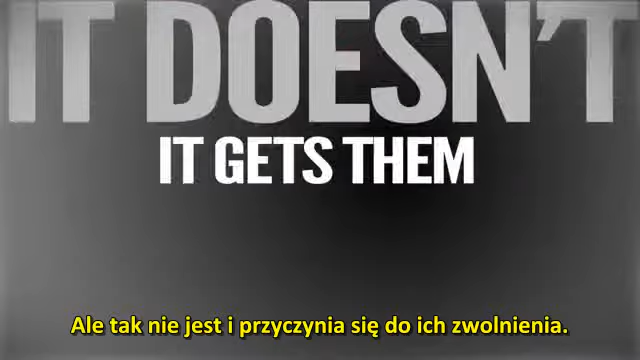 IT DOESN'T
IT GETS THEM
Ale tak nie jest i przyczynia się do ich zwolnienia.